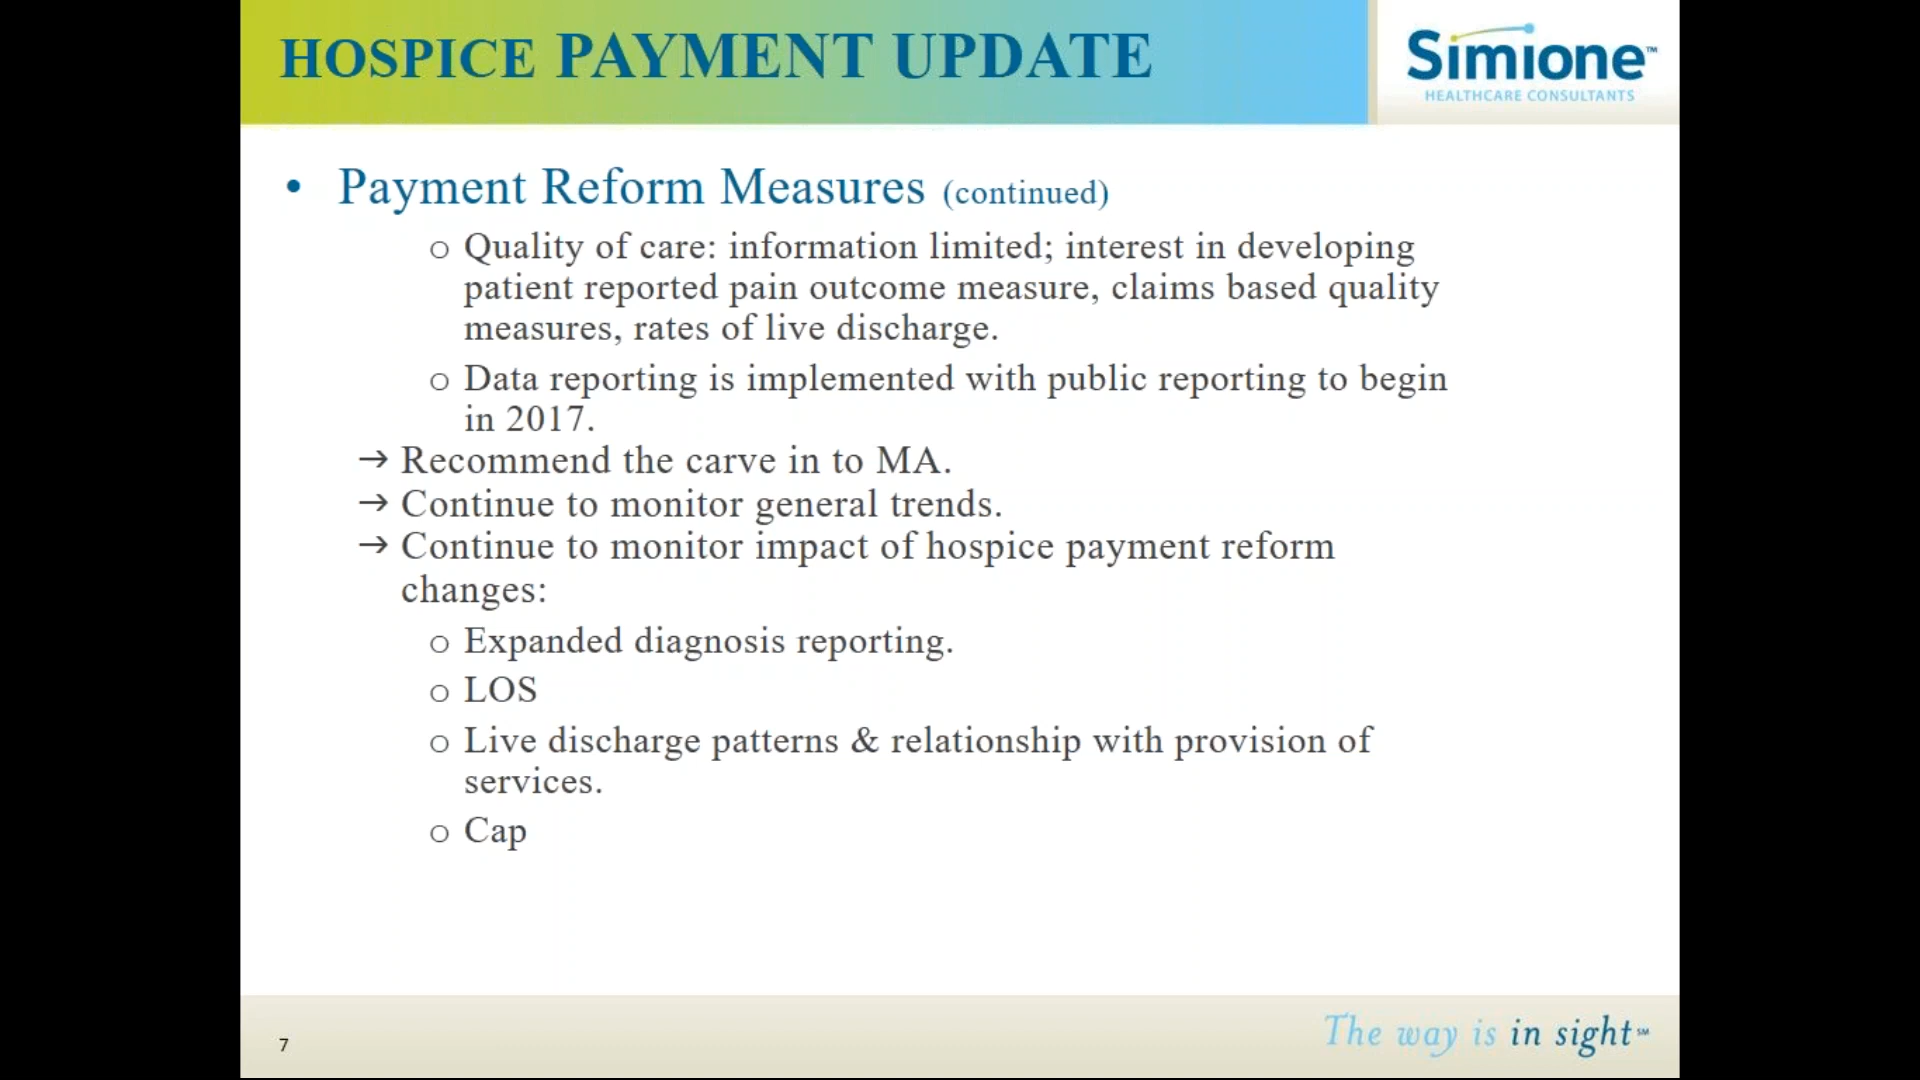 HOSPICE PAYMENT UPDATE
Simione™
HEALTHCARE CONSULTANTS
• Payment Reform Measures (continued)
o Quality of care: information limited; interest in developing
patient reported pain outcome measure, claims based quality
measures, rates of live discharge.
o Data reporting is implemented with public reporting to begin
in 2017.
→ Recommend the carve in to MA.
→ Continue to monitor general trends.
→ Continue to monitor impact of hospice payment reform
changes:
o Expanded diagnosis reporting.
o LOS
o Live discharge patterns & relationship with provision of
services.
o Cap
7
The way is in sight℠